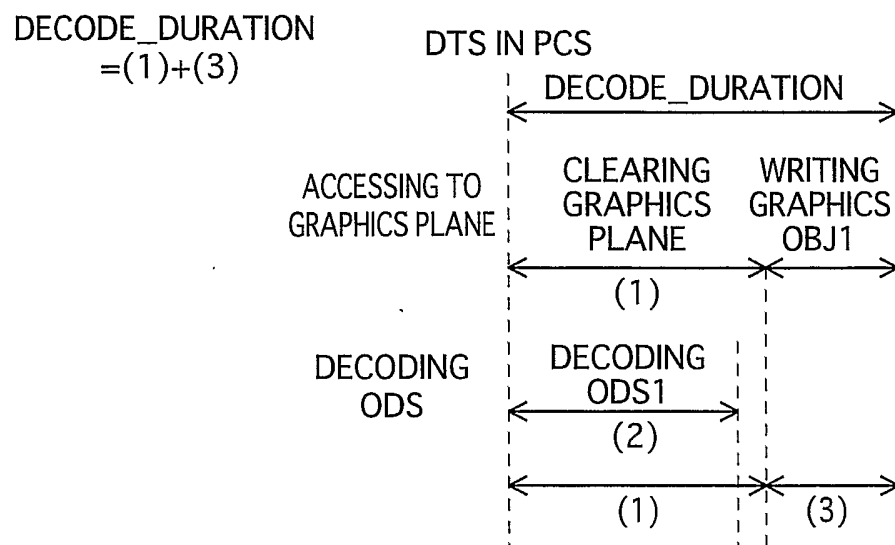 DECODE_DURATION
=(1)+(3)
DTS IN PCS
DECODE_DURATION
ACCESSING TO
GRAPHICS PLANE
CLEARING
GRAPHICS
PLANE
WRITING
GRAPHICS
OBJ1
(1)
DECODING
ODS
DECODING
ODS1
(2)
(1)
(3)